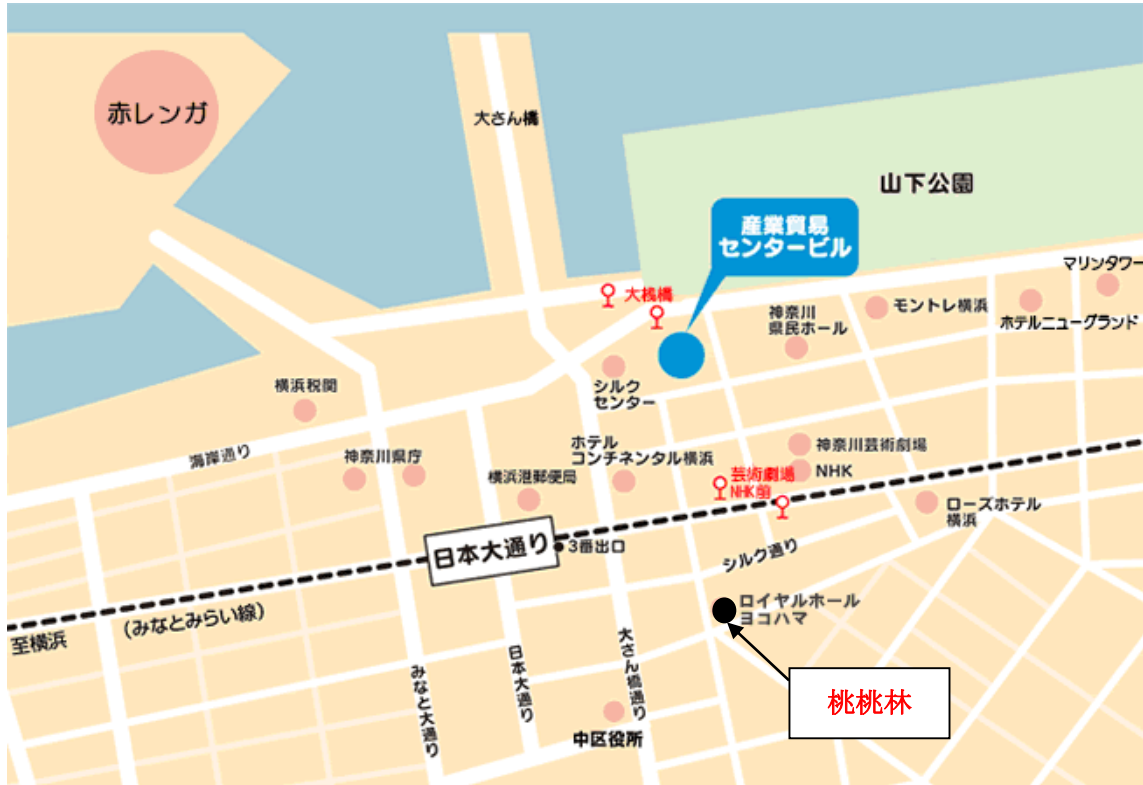 赤レンガ
大さん橋
山下公園
産業貿易
センタービル
マリンタワー
大桟橋
神奈川
県民ホール
モントレ横浜
ホテルニューグランド
横浜税関
シルク
センター
海岸通り
神奈川県庁
横浜港郵便局
ホテル
コンチネンタル横浜
神奈川芸術劇場
NHK
芸術劇場
NHK前
ローズホテル
横浜
日本大通り
3番出口
シルク通り
至横浜
(みなとみらい線)
ロイヤルホール
ヨコハマ
桃桃林
みなと大通り
日本大通り
大さん橋通り
中区役所